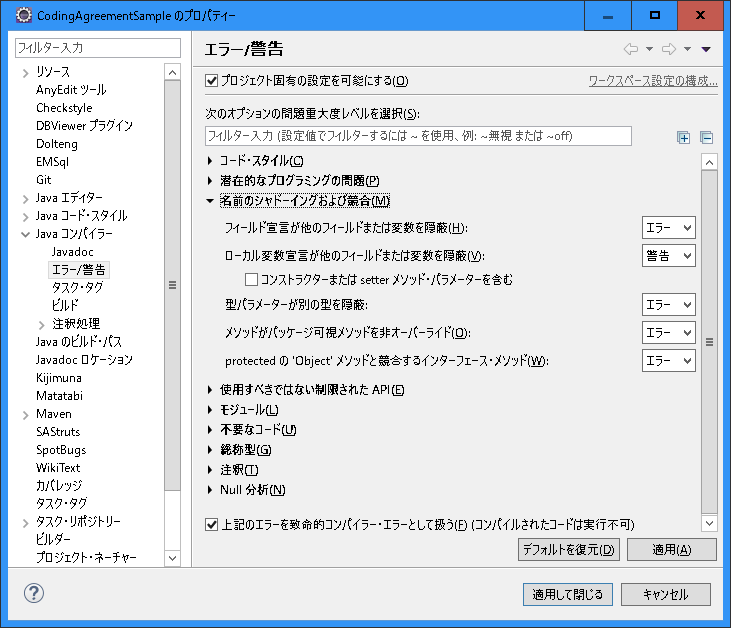 CodingAgreementSample のプロパティー
フィルター入力
リソース
AnyEdit ツール
Checkstyle
DBViewer プラグイン
Dolteng
EMSql
Git
Java エディター
Java コード・スタイル
Java コンパイラー
Javadoc
エラー/警告
タスク・タグ
ビルド
注釈処理
Java のビルド・パス
Javadoc ロケーション
Kijimuna
Matatabi
Maven
SAStruts
SpotBugs
WikiText
カバレッジ
タスク・タグ
タスク・リポジトリー
ビルダー
プロジェクト・ネーチャー
エラー/警告
プロジェクト固有の設定を可能にする(O)
ワークスペース設定の構成...
次のオプションの問題重大度レベルを選択(S):
フィルター入力 (設定値でフィルターするには ~ を使用、例: ~無視 または ~off)
コード・スタイル(C)
潜在的なプログラミングの問題(P)
名前のシャドーイングおよび競合(M)
フィールド宣言が他のフィールドまたは変数を隠蔽(H): エラー
ローカル変数宣言が他のフィールドまたは変数を隠蔽(V): 警告
コンストラクターまたは setter メソッド・パラメーターを含む
型パラメーターが別の型を隠蔽: エラー
メソッドがパッケージ可視メソッドを非オーバーライド(O): エラー
protected の 'Object' メソッドと競合するインターフェース・メソッド(W): エラー
使用すべきではない制限された API(E)
モジュール(L)
不要なコード(U)
総称型(G)
注釈(T)
Null 分析(N)
上記のエラーを致命的コンパイラー・エラーとして扱う(F) (コンパイルされたコードは実行不可)
デフォルトを復元(D)
適用(A)
?
適用して閉じる
キャンセル